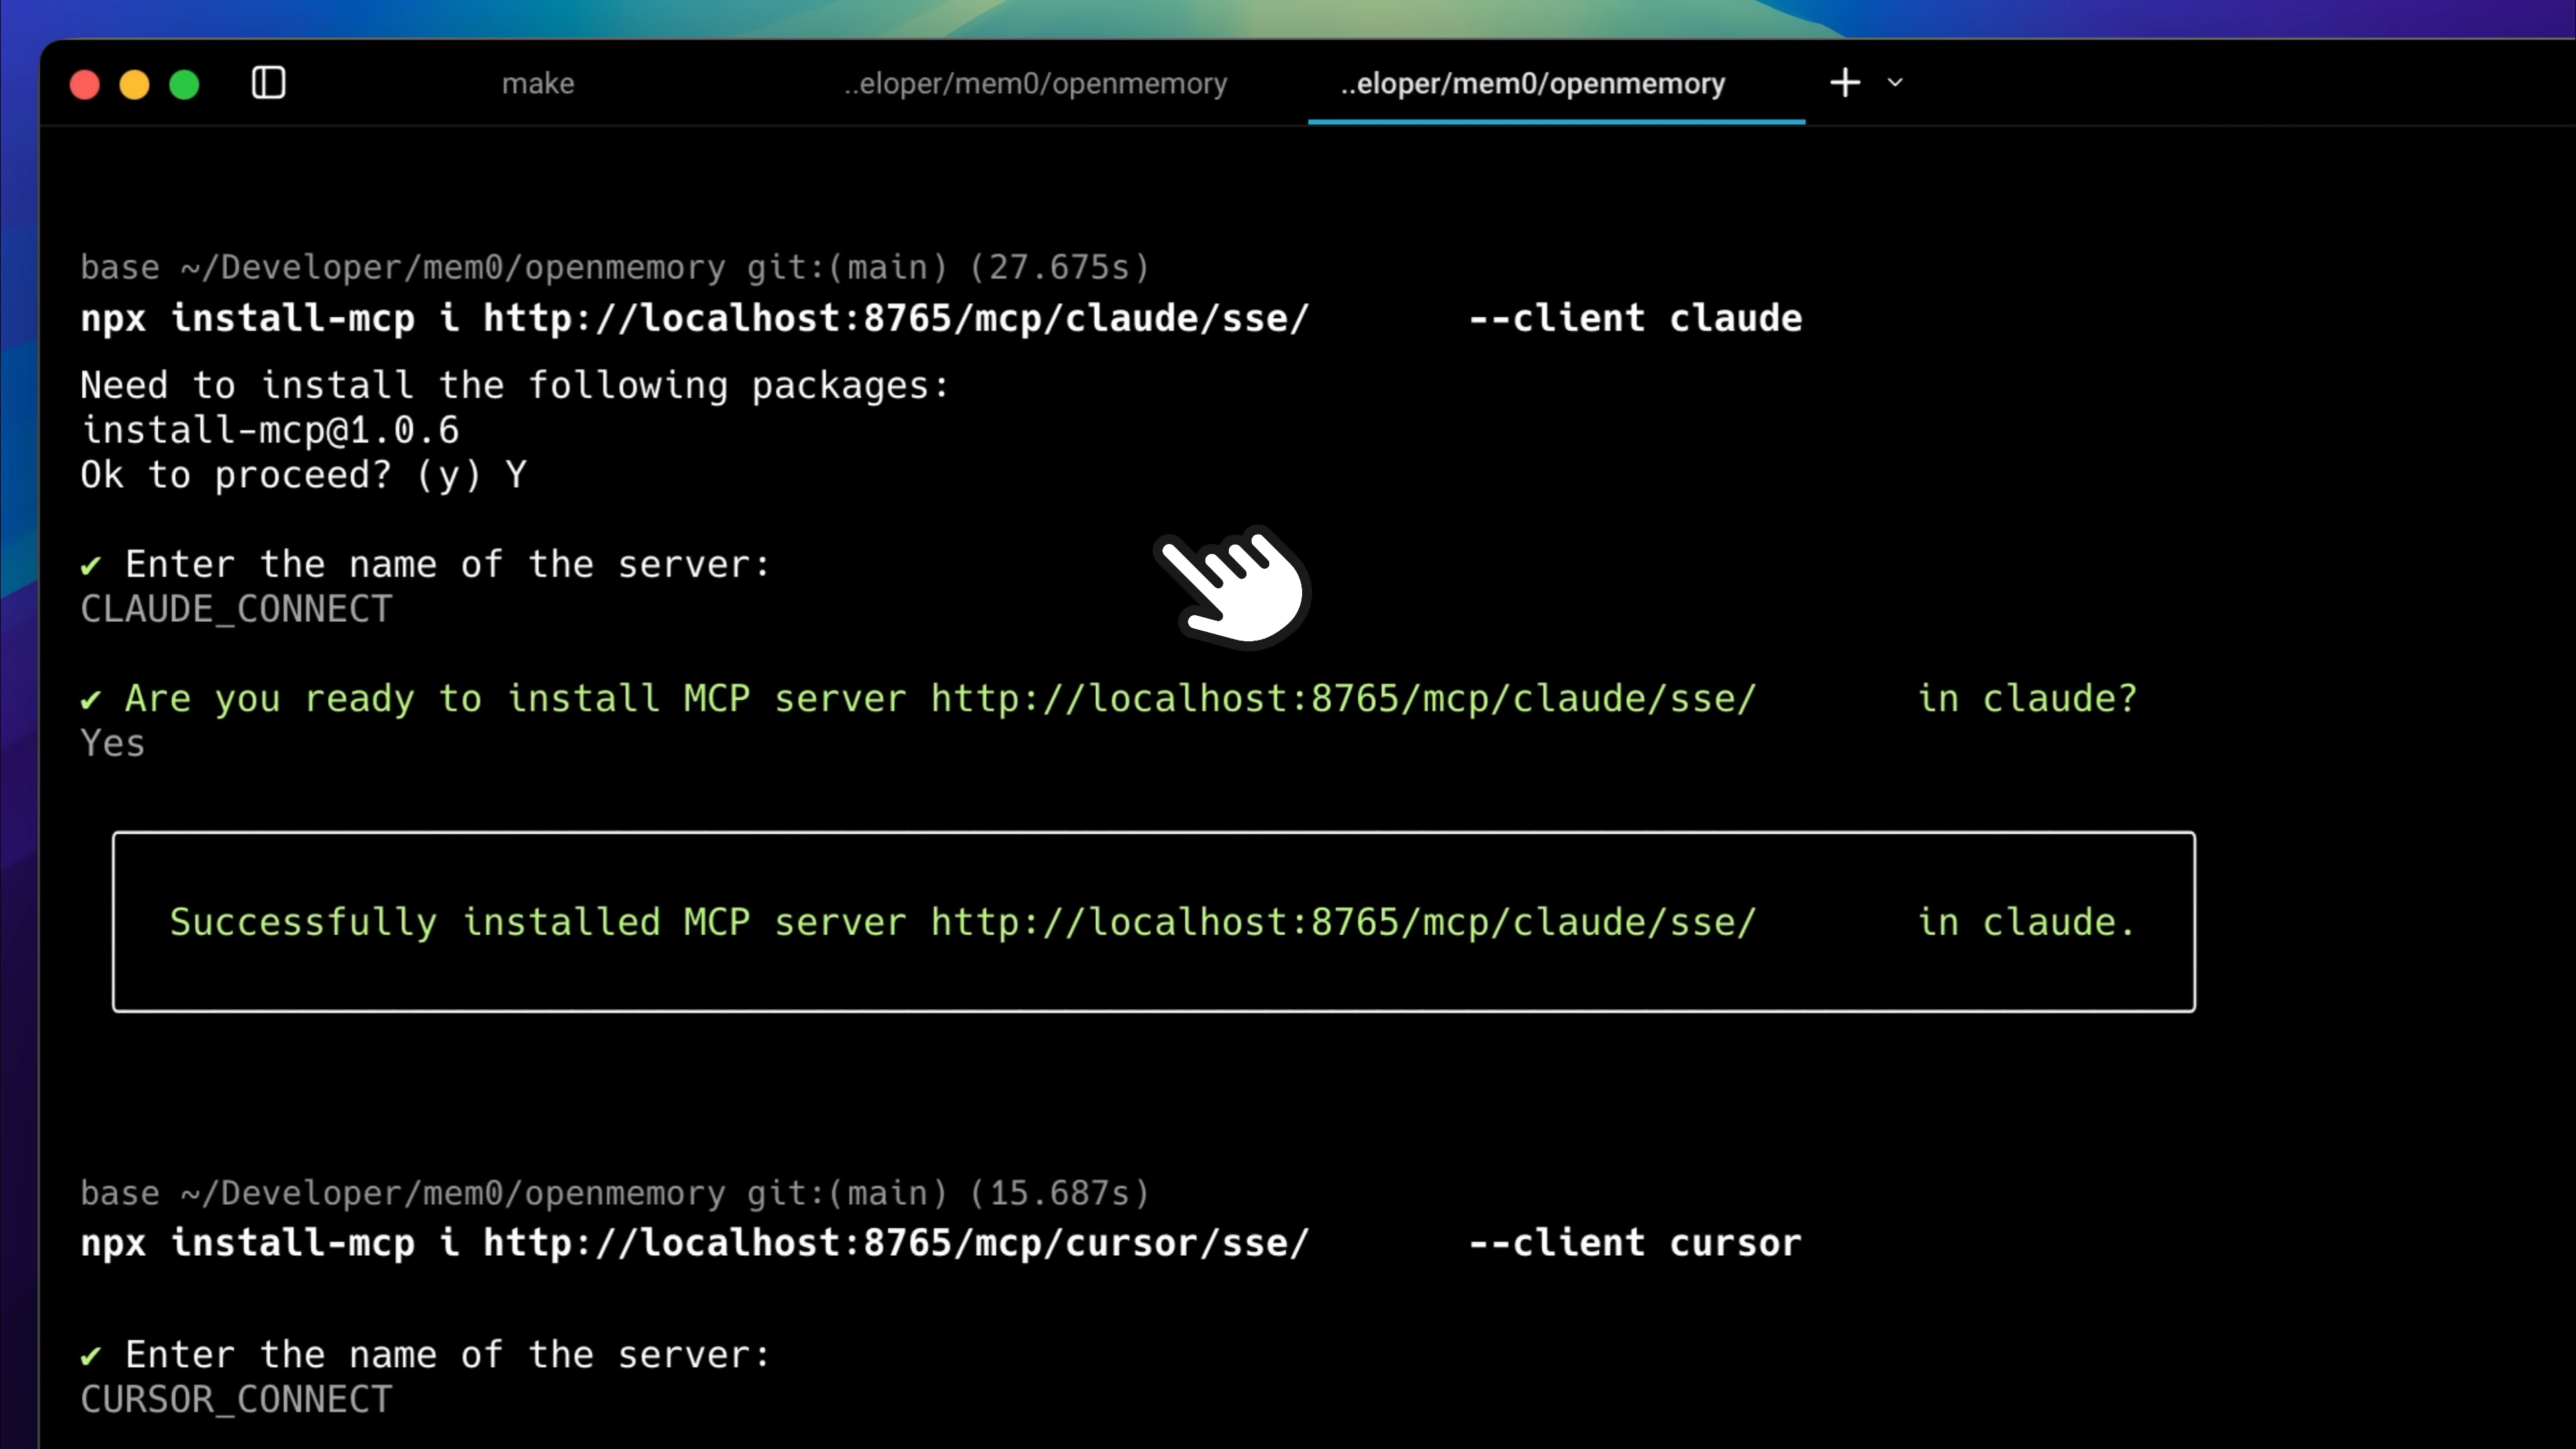 make ..eloper/mem0/openmemory ..eloper/mem0/openmemory
base ~/Developer/mem0/openmemory git:(main) (27.675s)
npx install-mcp i http://localhost:8765/mcp/claude/sse/ --client claude
Need to install the following packages:
install-mcp@1.0.6
Ok to proceed? (y) Y
✔ Enter the name of the server:
CLAUDE_CONNECT
✔ Are you ready to install MCP server http://localhost:8765/mcp/claude/sse/ in claude?
Yes
Successfully installed MCP server http://localhost:8765/mcp/claude/sse/ in claude.
base ~/Developer/mem0/openmemory git:(main) (15.687s)
npx install-mcp i http://localhost:8765/mcp/cursor/sse/ --client cursor
✔ Enter the name of the server:
CURSOR_CONNECT